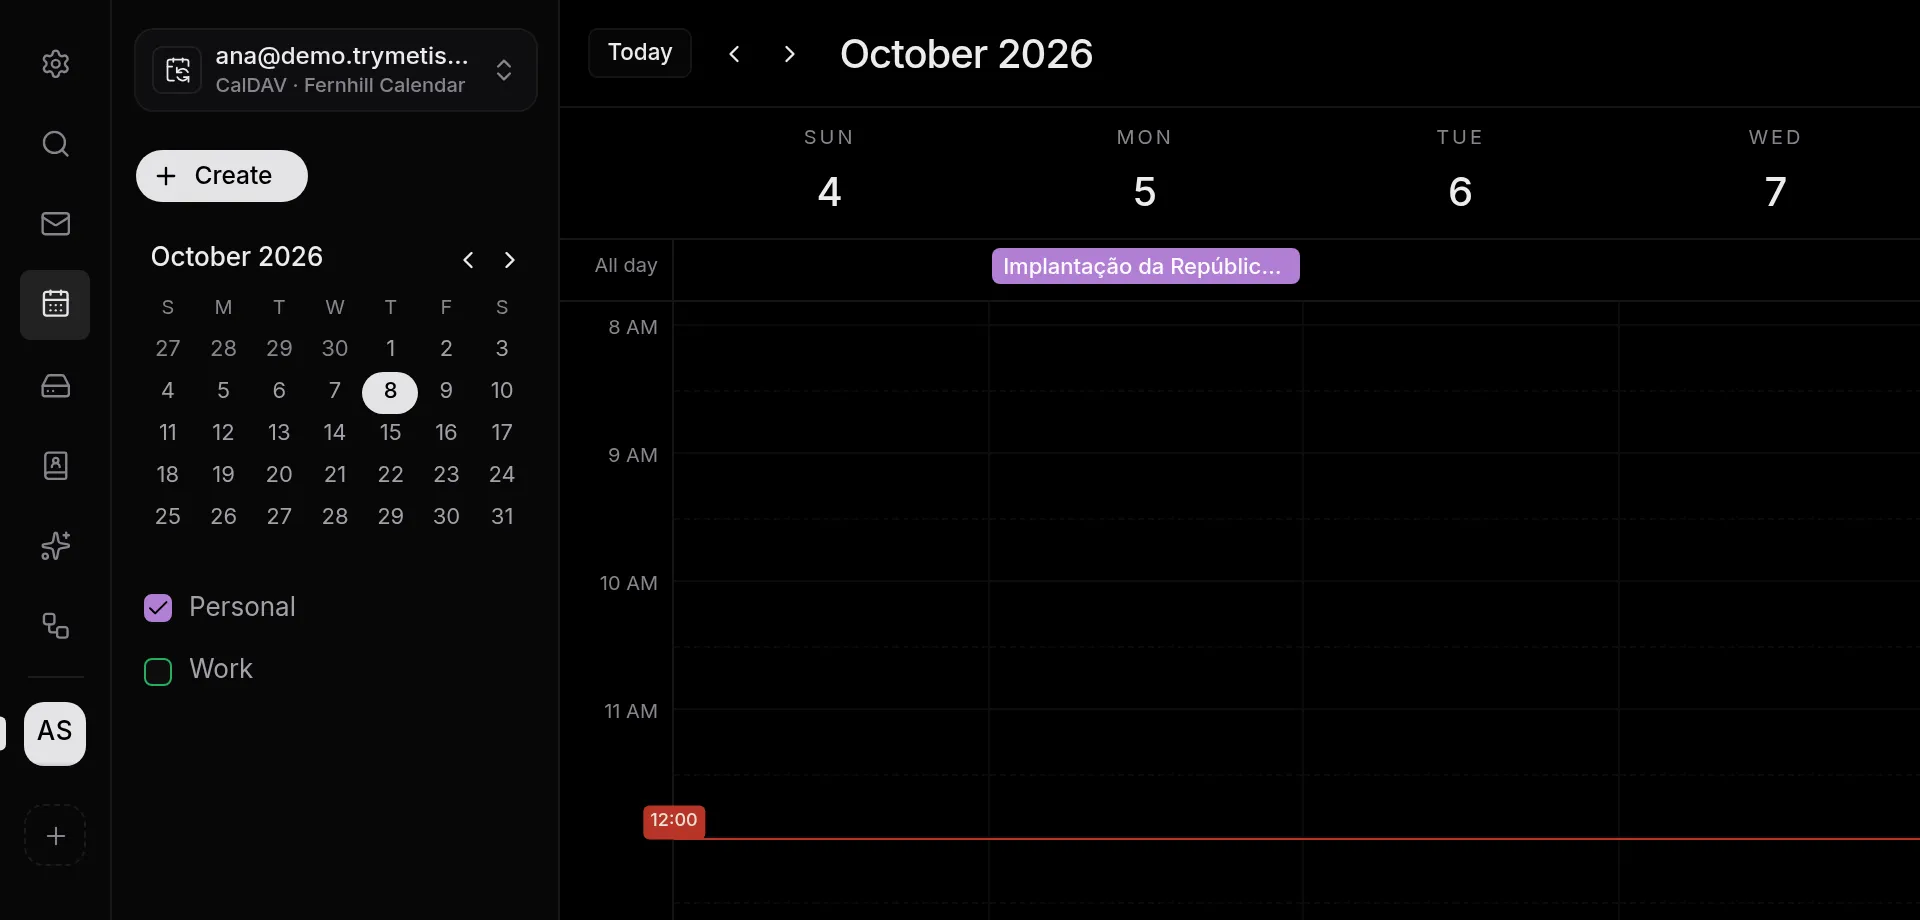 ana@demo.trymetis...
CalDAV · Fernhill Calendar
Create
October 2026
S M T W T F S
27 28 29 30 1 2 3
4 5 6 7 8 9 10
11 12 13 14 15 16 17
18 19 20 21 22 23 24
25 26 27 28 29 30 31
Personal
Work
AS
Today
October 2026
SUN MON TUE WED
4 5 6 7
All day
Implantação da Repúblic...
8 AM
9 AM
10 AM
11 AM
12:00